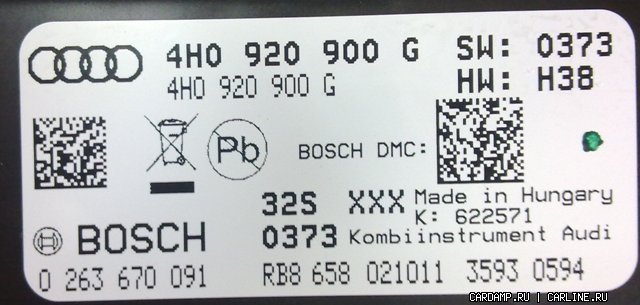 4H0 920 900 G SW: 0373
4H0 920 900 G HW: H38
Pb BOSCH DMC:
32S XXX Made in Hungary
K: 622571
BOSCH 0373 Kombiinstrument Audi
0 263 670 091 RB8 658 021011 3593 0594
CARDAMP.RU | CARLINE.RU